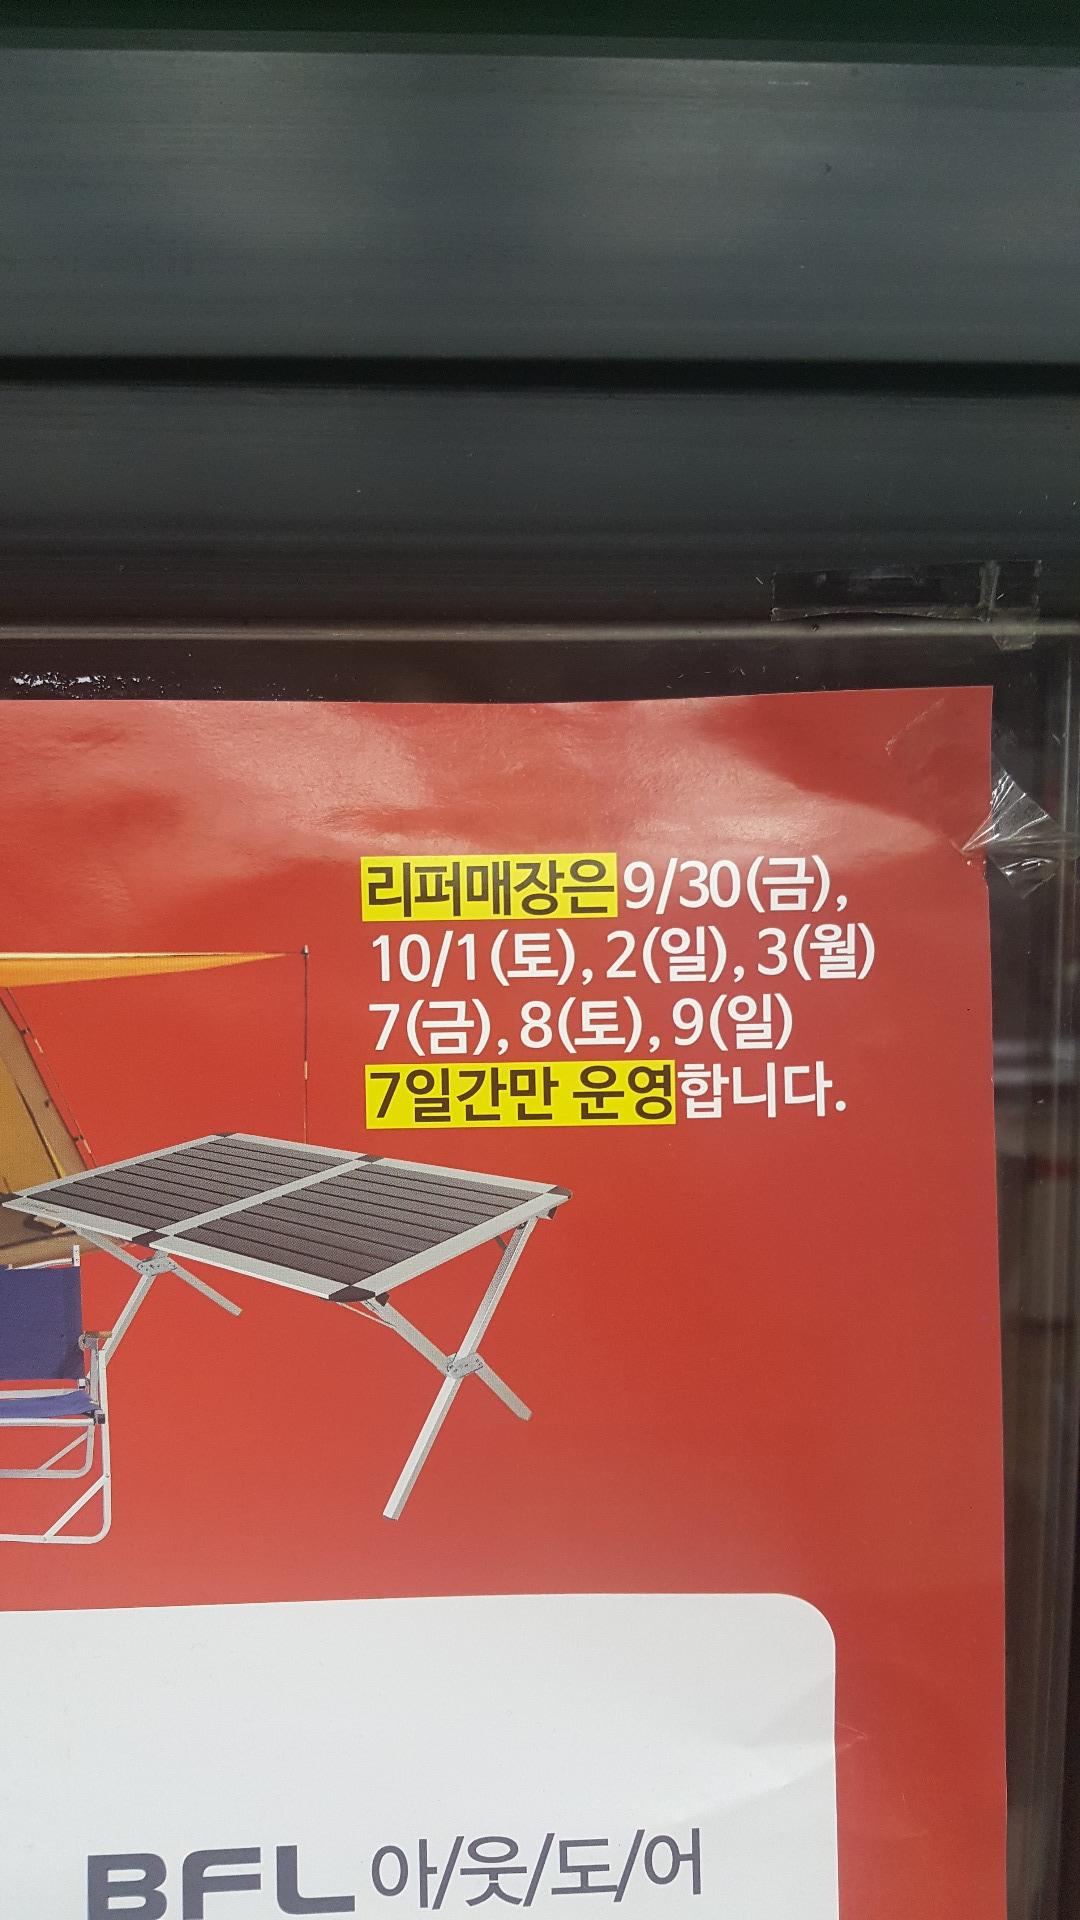 리퍼매장은 9/30(금),
10/1(토), 2(일), 3(월)
7(금), 8(토), 9(일)
7일간만 운영합니다.
BFL 아/웃/도/어